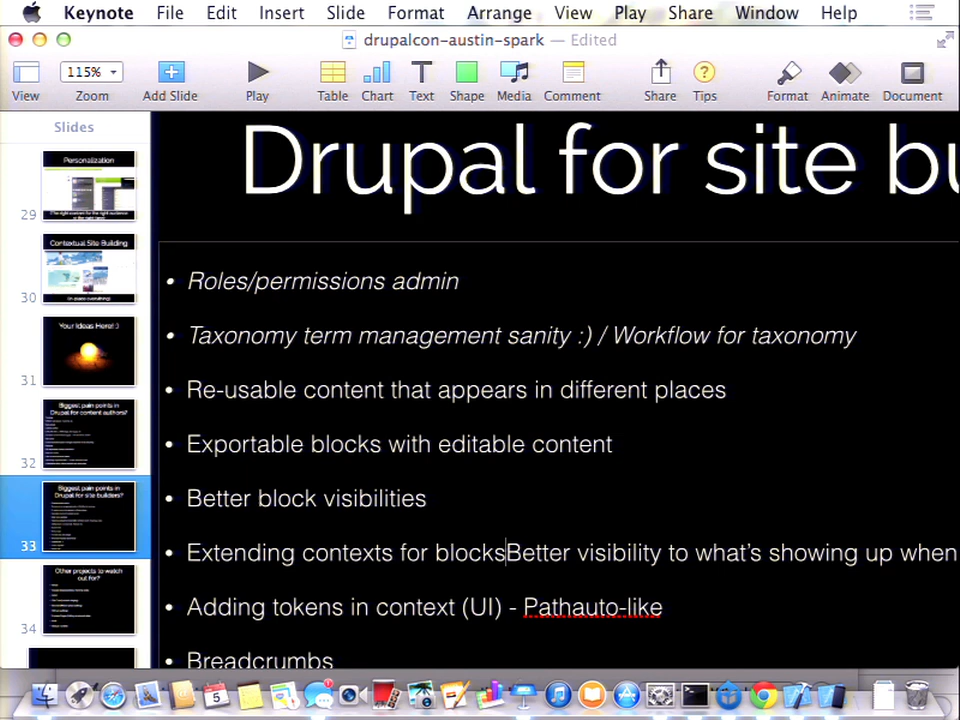 Keynote File Edit Insert Slide Format Arrange View Play Share Window Help
drupalcon-austin-spark — Edited
115%
View Zoom Add Slide Play Table Chart Text Shape Media Comment Share Tips Format Animate Document
Slides
Personalization
29
Contextual Site Building
30
Your Ideas Here! :)
31
Biggest pain points in
Drupal for content authors?
32
Biggest pain points in
Drupal for site builders?
33
Other projects to watch
out for?
34
Drupal for site bu
• Roles/permissions admin
• Taxonomy term management sanity :) / Workflow for taxonomy
• Re-usable content that appears in different places
• Exportable blocks with editable content
• Better block visibilities
• Extending contexts for blocksBetter visibility to what’s showing up when
• Adding tokens in context (UI) - Pathauto-like
• Breadcrumbs
5